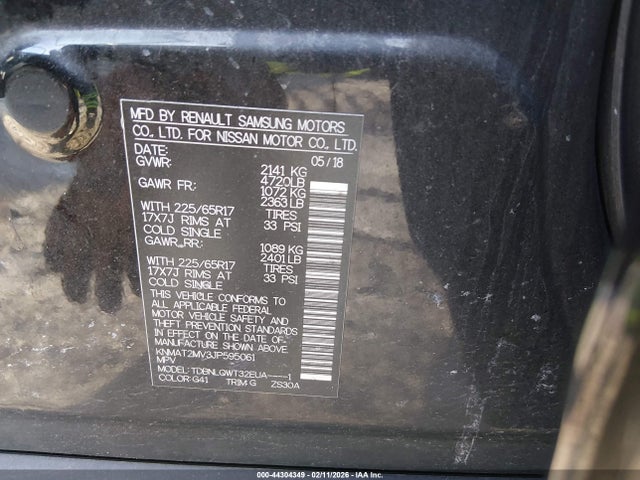 MFD BY RENAULT SAMSUNG MOTORS
CO., LTD. FOR NISSAN MOTOR CO., LTD.
DATE: 05/18
GVWR: 2141 KG
4720LB
GAWR FR: 1072 KG
2363 LB
WITH 225/65R17 TIRES
17X7J RIMS AT 33 PSI
COLD SINGLE
GAWR RR: 1089 KG
2401 LB
WITH 225/65R17 TIRES
17X7J RIMS AT 33 PSI
COLD SINGLE
THIS VEHICLE CONFORMS TO
ALL APPLICABLE FEDERAL
MOTOR VEHICLE SAFETY AND
THEFT PREVENTION STANDARDS
IN EFFECT ON THE DATE OF
MANUFACTURE SHOWN ABOVE.
KNMAT2MV3JP595061
MPV
MODEL: TDBNLQWT32EUA-----1
COLOR: G41 TRIM:G ZS30A
000-44304349 - 02/11/2026 - IAA Inc.